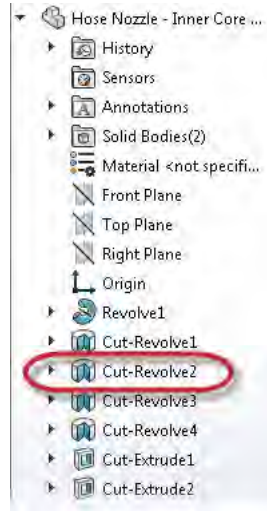 Hose Nozzle - Inner Core ...
History
Sensors
Annotations
Solid Bodies(2)
Material <not specifi...
Front Plane
Top Plane
Right Plane
Origin
Revolve1
Cut-Revolve1
Cut-Revolve2
Cut-Revolve3
Cut-Revolve4
Cut-Extrude1
Cut-Extrude2